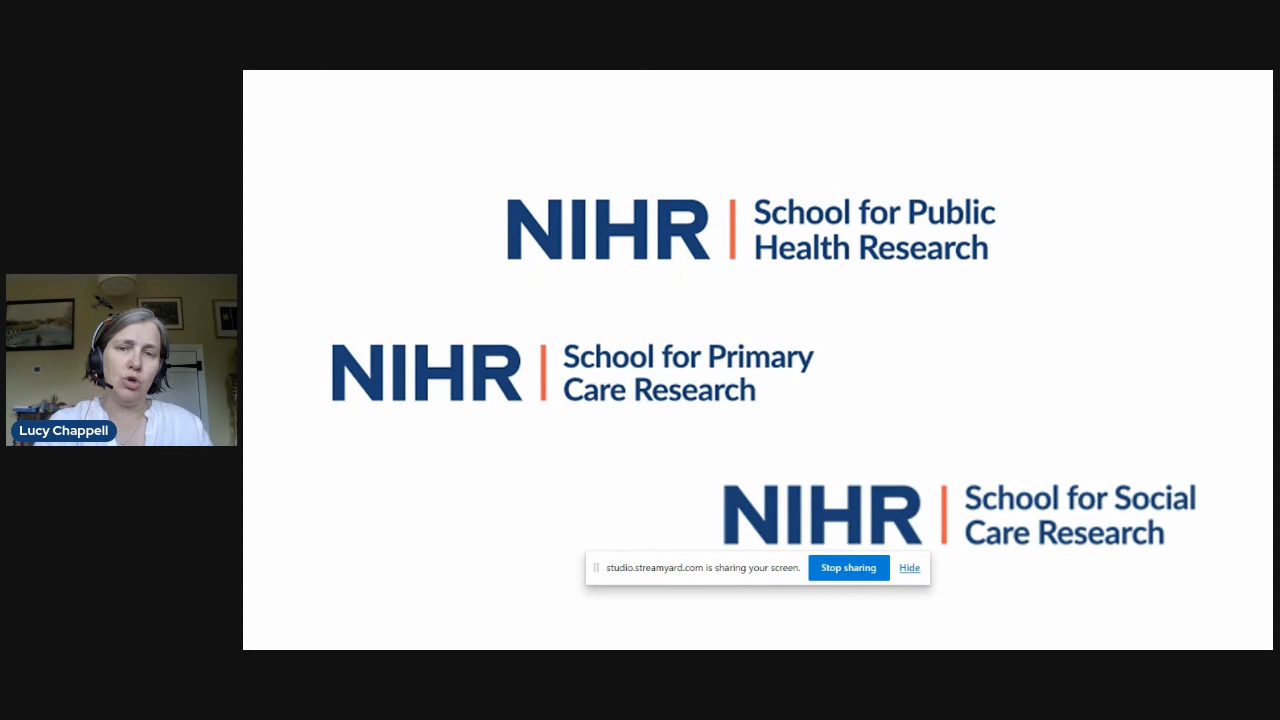 NIHR School for Public
Health Research
NIHR School for Primary
Care Research
Lucy Chappell
NIHR School for Social
Care Research
studio.streamyard.com is sharing your screen. Stop sharing Hide